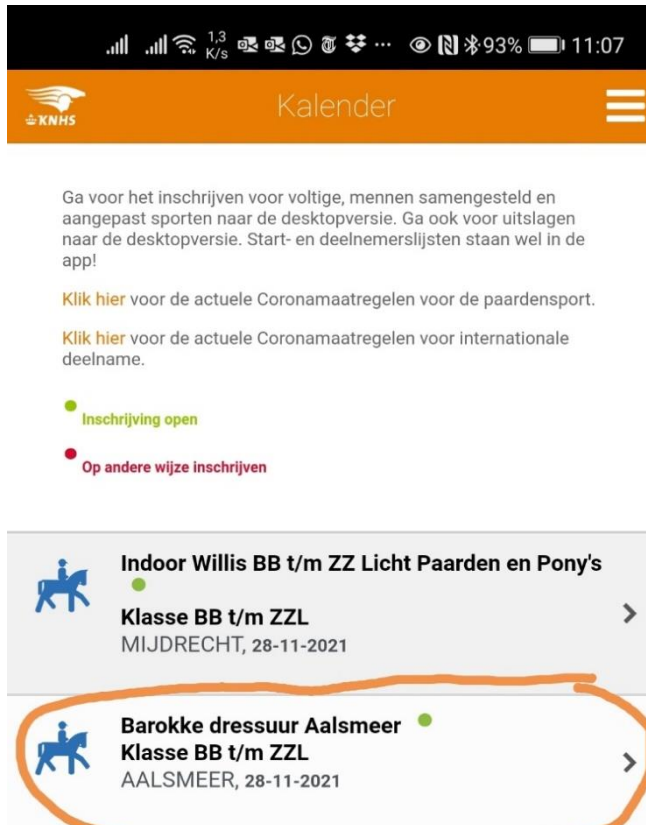 1,3
K/s
93%
11:07
KNHS
Kalender
Ga voor het inschrijven voor voltige, mennen samengesteld en
aangepast sporten naar de desktopversie. Ga ook voor uitslagen
naar de desktopversie. Start- en deelnemerslijsten staan wel in de
app!
Klik hier voor de actuele Coronamaatregelen voor de paardensport.
Klik hier voor de actuele Coronamaatregelen voor internationale
deelname.
Inschrijving open
Op andere wijze inschrijven
Indoor Willis BB t/m ZZ Licht Paarden en Pony's
Klasse BB t/m ZZL
MIJDRECHT, 28-11-2021
Barokke dressuur Aalsmeer
Klasse BB t/m ZZL
AALSMEER, 28-11-2021